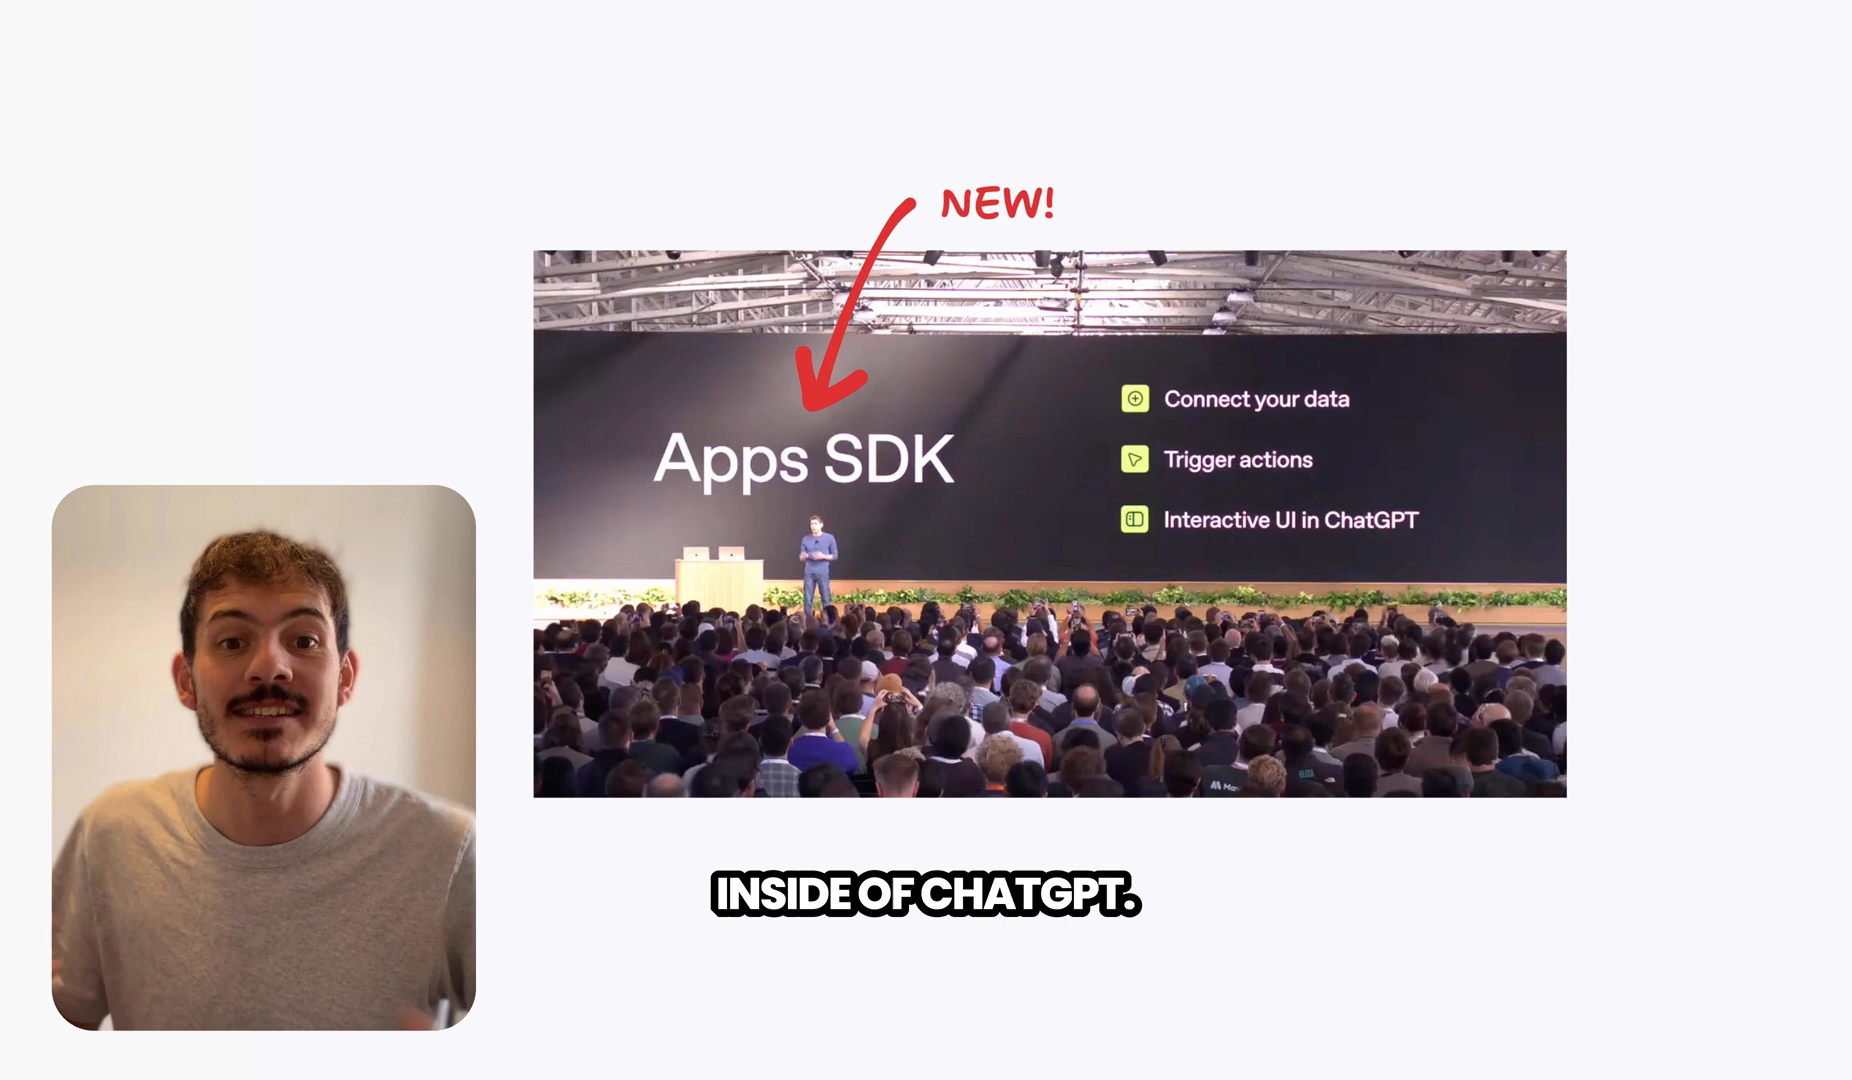 NEW!
Apps SDK
Connect your data
Trigger actions
Interactive UI in ChatGPT
INSIDE OF CHATGPT.